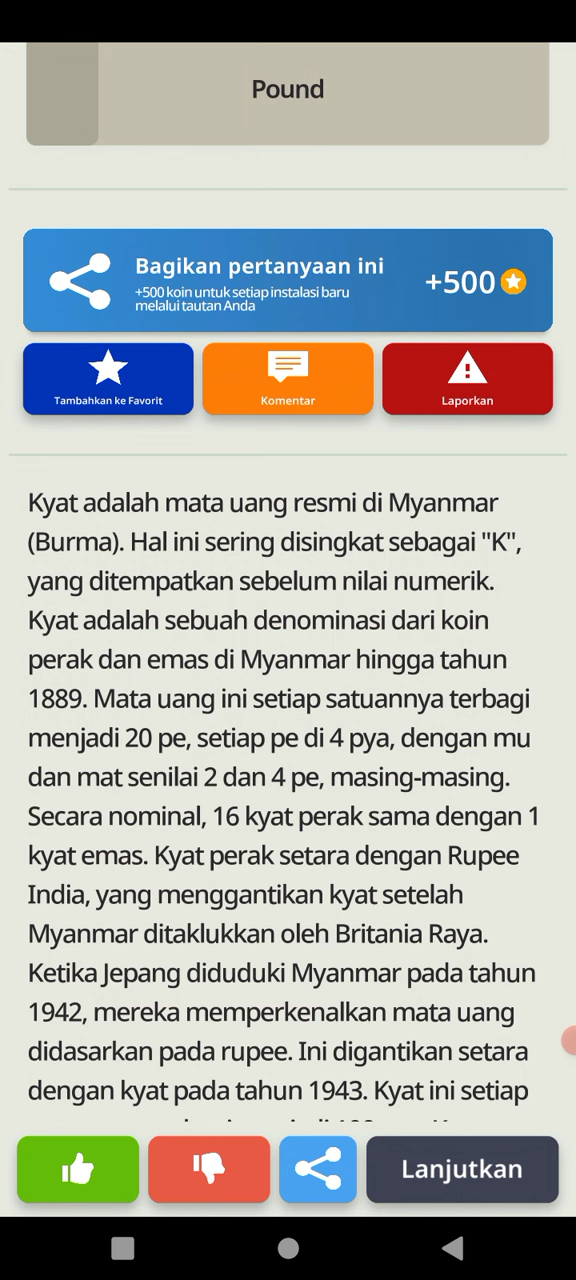 Pound
Bagikan pertanyaan ini
+500 koin untuk setiap instalasi baru
melalui tautan Anda
+500
Tambahkan ke Favorit
Komentar
Laporkan
Kyat adalah mata uang resmi di Myanmar
(Burma). Hal ini sering disingkat sebagai "K",
yang ditempatkan sebelum nilai numerik.
Kyat adalah sebuah denominasi dari koin
perak dan emas di Myanmar hingga tahun
1889. Mata uang ini setiap satuannya terbagi
menjadi 20 pe, setiap pe di 4 pya, dengan mu
dan mat senilai 2 dan 4 pe, masing-masing.
Secara nominal, 16 kyat perak sama dengan 1
kyat emas. Kyat perak setara dengan Rupee
India, yang menggantikan kyat setelah
Myanmar ditaklukkan oleh Britania Raya.
Ketika Jepang diduduki Myanmar pada tahun
1942, mereka memperkenalkan mata uang
didasarkan pada rupee. Ini digantikan setara
dengan kyat pada tahun 1943. Kyat ini setiap
Lanjutkan